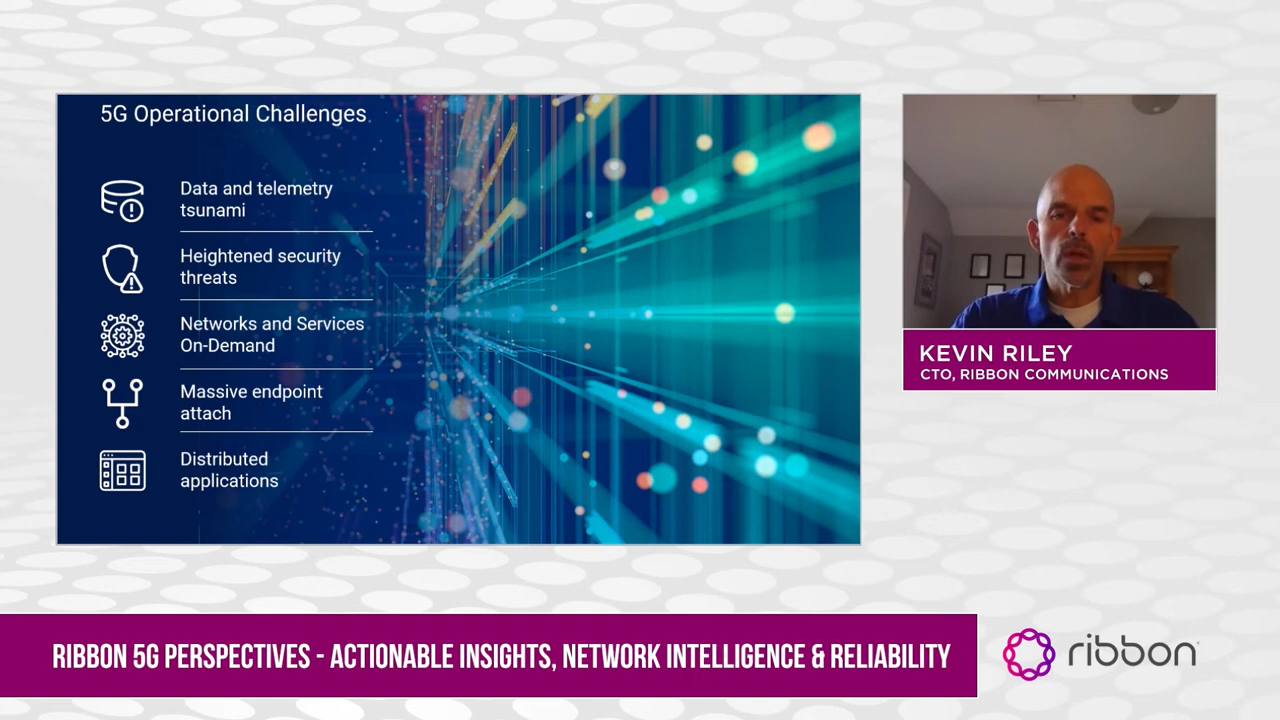 5G Operational Challenges
Data and telemetry
tsunami
Heightened security
threats
Networks and Services
On-Demand
Massive endpoint
attach
Distributed
applications
KEVIN RILEY
CTO, RIBBON COMMUNICATIONS
RIBBON 5G PERSPECTIVES - ACTIONABLE INSIGHTS, NETWORK INTELLIGENCE & RELIABILITY
ribbon